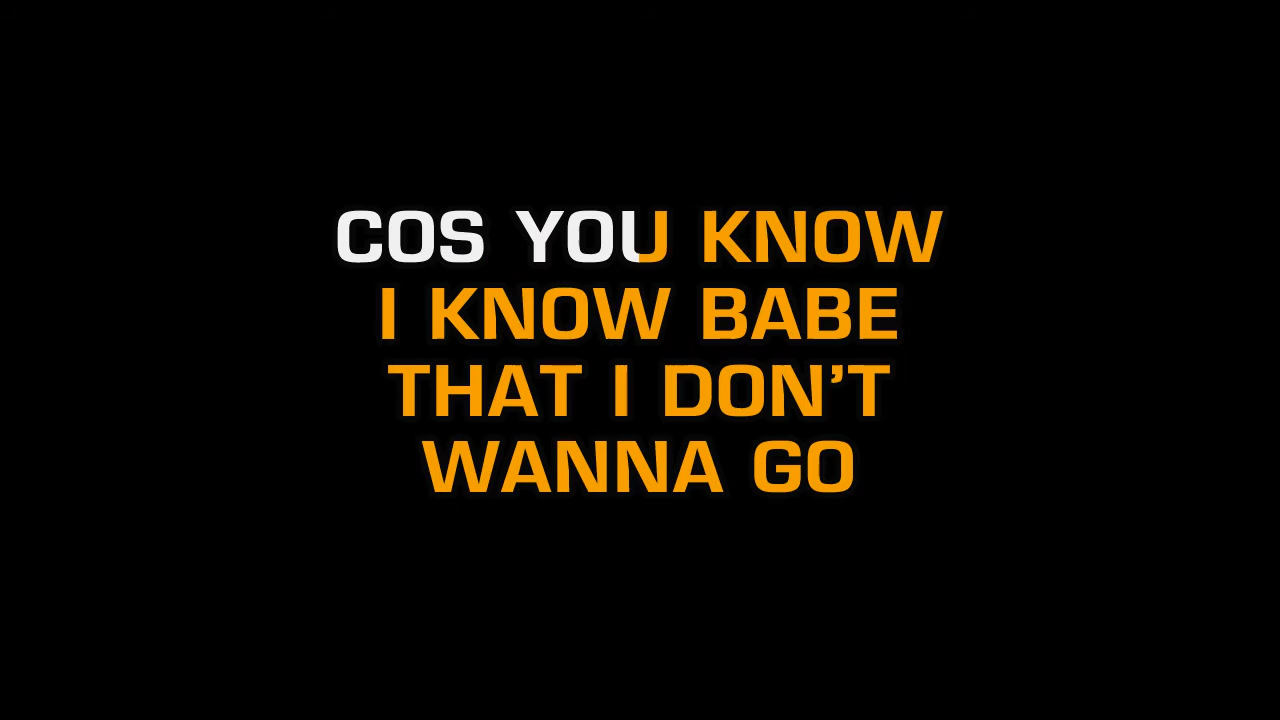 COS YOU KNOW
I KNOW BABE
THAT I DON’T
WANNA GO